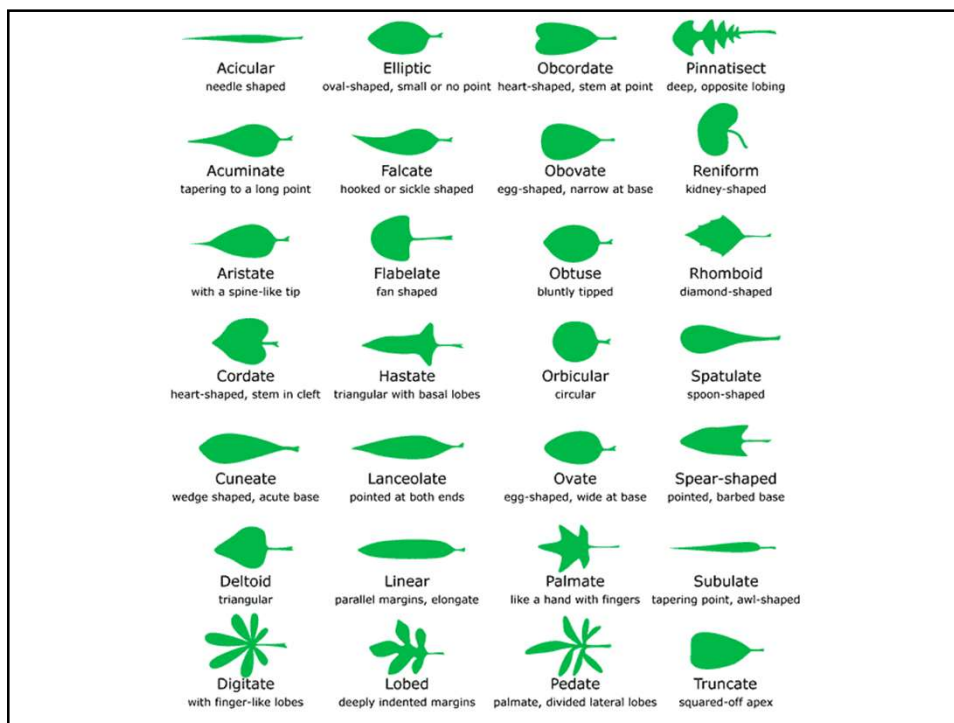 Acicular
needle shaped
Elliptic
oval-shaped, small or no point
Obcordate
heart-shaped, stem at point
Pinnatisect
deep, opposite lobing
Acuminate
tapering to a long point
Falcate
hooked or sickle shaped
Obovate
egg-shaped, narrow at base
Reniform
kidney-shaped
Aristate
with a spine-like tip
Flabelate
fan shaped
Obtuse
bluntly tipped
Rhomboid
diamond-shaped
Cordate
heart-shaped, stem in cleft
Hastate
triangular with basal lobes
Orbicular
circular
Spatulate
spoon-shaped
Cuneate
wedge shaped, acute base
Lanceolate
pointed at both ends
Ovate
egg-shaped, wide at base
Spear-shaped
pointed, barbed base
Deltoid
triangular
Linear
parallel margins, elongate
Palmate
like a hand with fingers
Subulate
tapering point, awl-shaped
Digitate
with finger-like lobes
Lobed
deeply indented margins
Pedate
palmate, divided lateral lobes
Truncate
squared-off apex